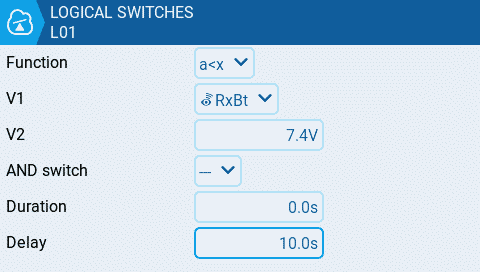 LOGICAL SWITCHES
L01
Function a<x
V1 RxBt
V2 7.4V
AND switch ---
Duration 0.0s
Delay 10.0s